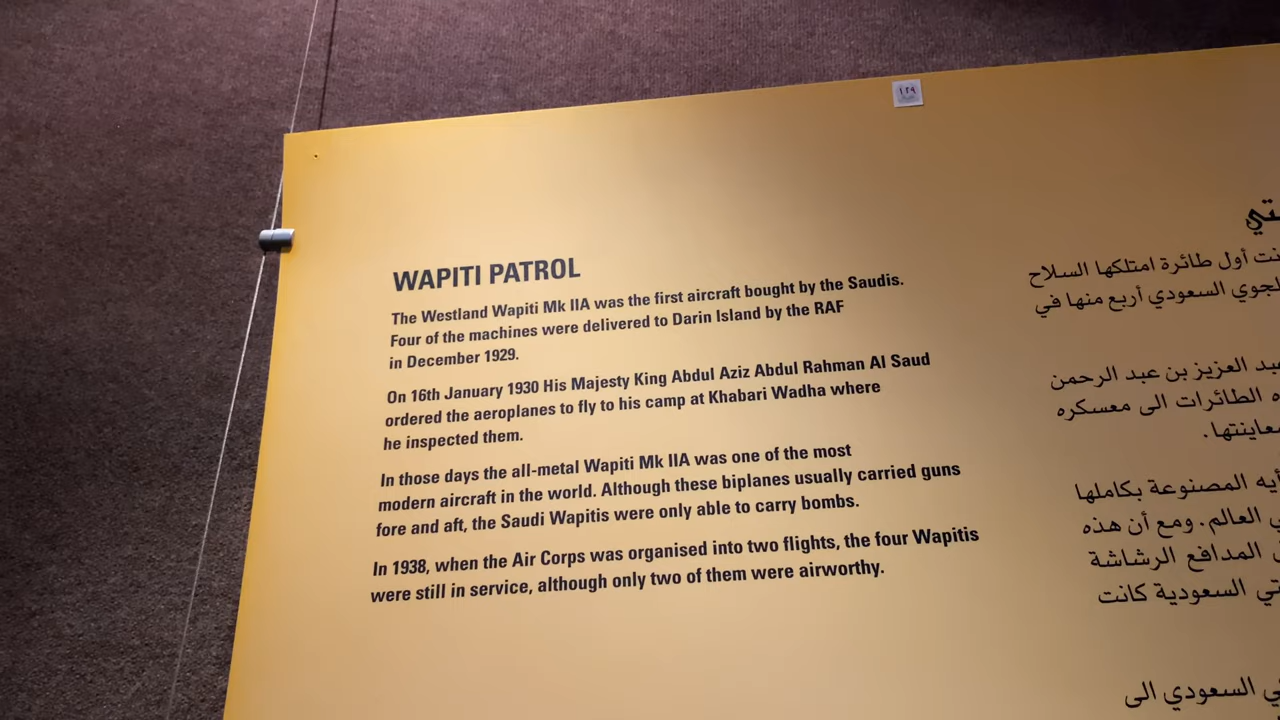 ١٢٩
WAPITI PATROL
The Westland Wapiti Mk IIA was the first aircraft bought by the Saudis.
Four of the machines were delivered to Darin Island by the RAF
in December 1929.
On 16th January 1930 His Majesty King Abdul Aziz Abdul Rahman Al Saud
ordered the aeroplanes to fly to his camp at Khabari Wadha where
he inspected them.
In those days the all-metal Wapiti Mk IIA was one of the most
modern aircraft in the world. Although these biplanes usually carried guns
fore and aft, the Saudi Wapitis were only able to carry bombs.
In 1938, when the Air Corps was organised into two flights, the four Wapitis
were still in service, although only two of them were airworthy.
أول طائرة امتلكها السلاح
لجوي السعودي أربع منها في
العزيز بن عبد الرحمن
الطائرات الى معسكره
المصنوعة بكاملها
العالم. ومع أن هذه
المدافع الرشاشة
السعودية كانت
السعودي الى